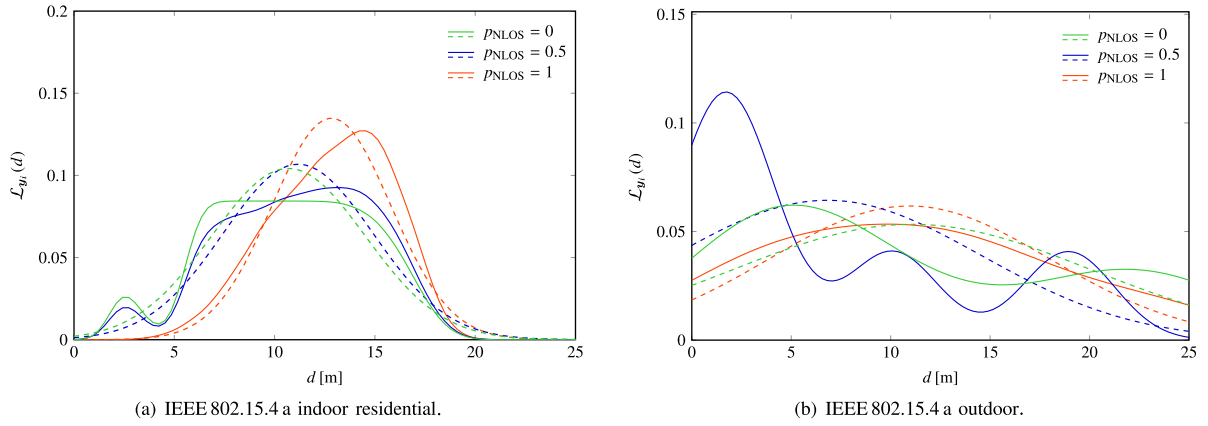 0.2
0.15
0.1
0.05
0
0 5 10 15 20 25
d [m]
ℒyᵢ(d)
pNLOS = 0
pNLOS = 0.5
pNLOS = 1
(a) IEEE 802.15.4 a indoor residential.
0.15
0.1
0.05
0
0 5 10 15 20 25
d [m]
ℒyᵢ(d)
pNLOS = 0
pNLOS = 0.5
pNLOS = 1
(b) IEEE 802.15.4 a outdoor.